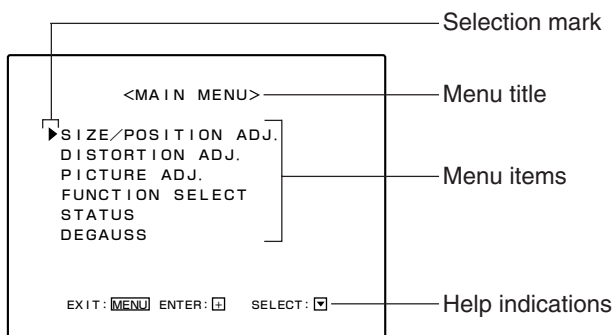 Selection mark
<MAIN MENU>
Menu title
▶SIZE/POSITION ADJ.
DISTORTION ADJ.
PICTURE ADJ.
FUNCTION SELECT
STATUS
DEGAUSS
Menu items
EXIT: MENU ENTER: + SELECT: ▼
Help indications